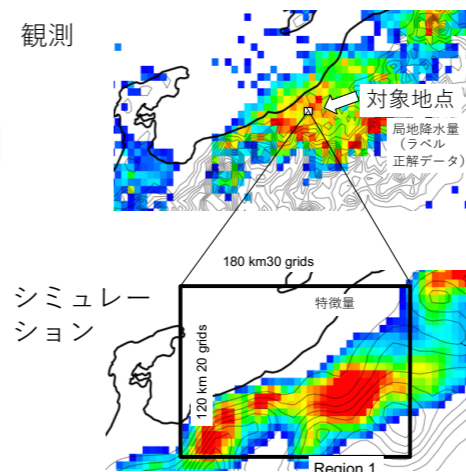 観測
対象地点
局地降水量
（ラベル
正解データ）
180 km30 grids
シミュレー
ション
特徴量
120 km 20 grids
Region 1